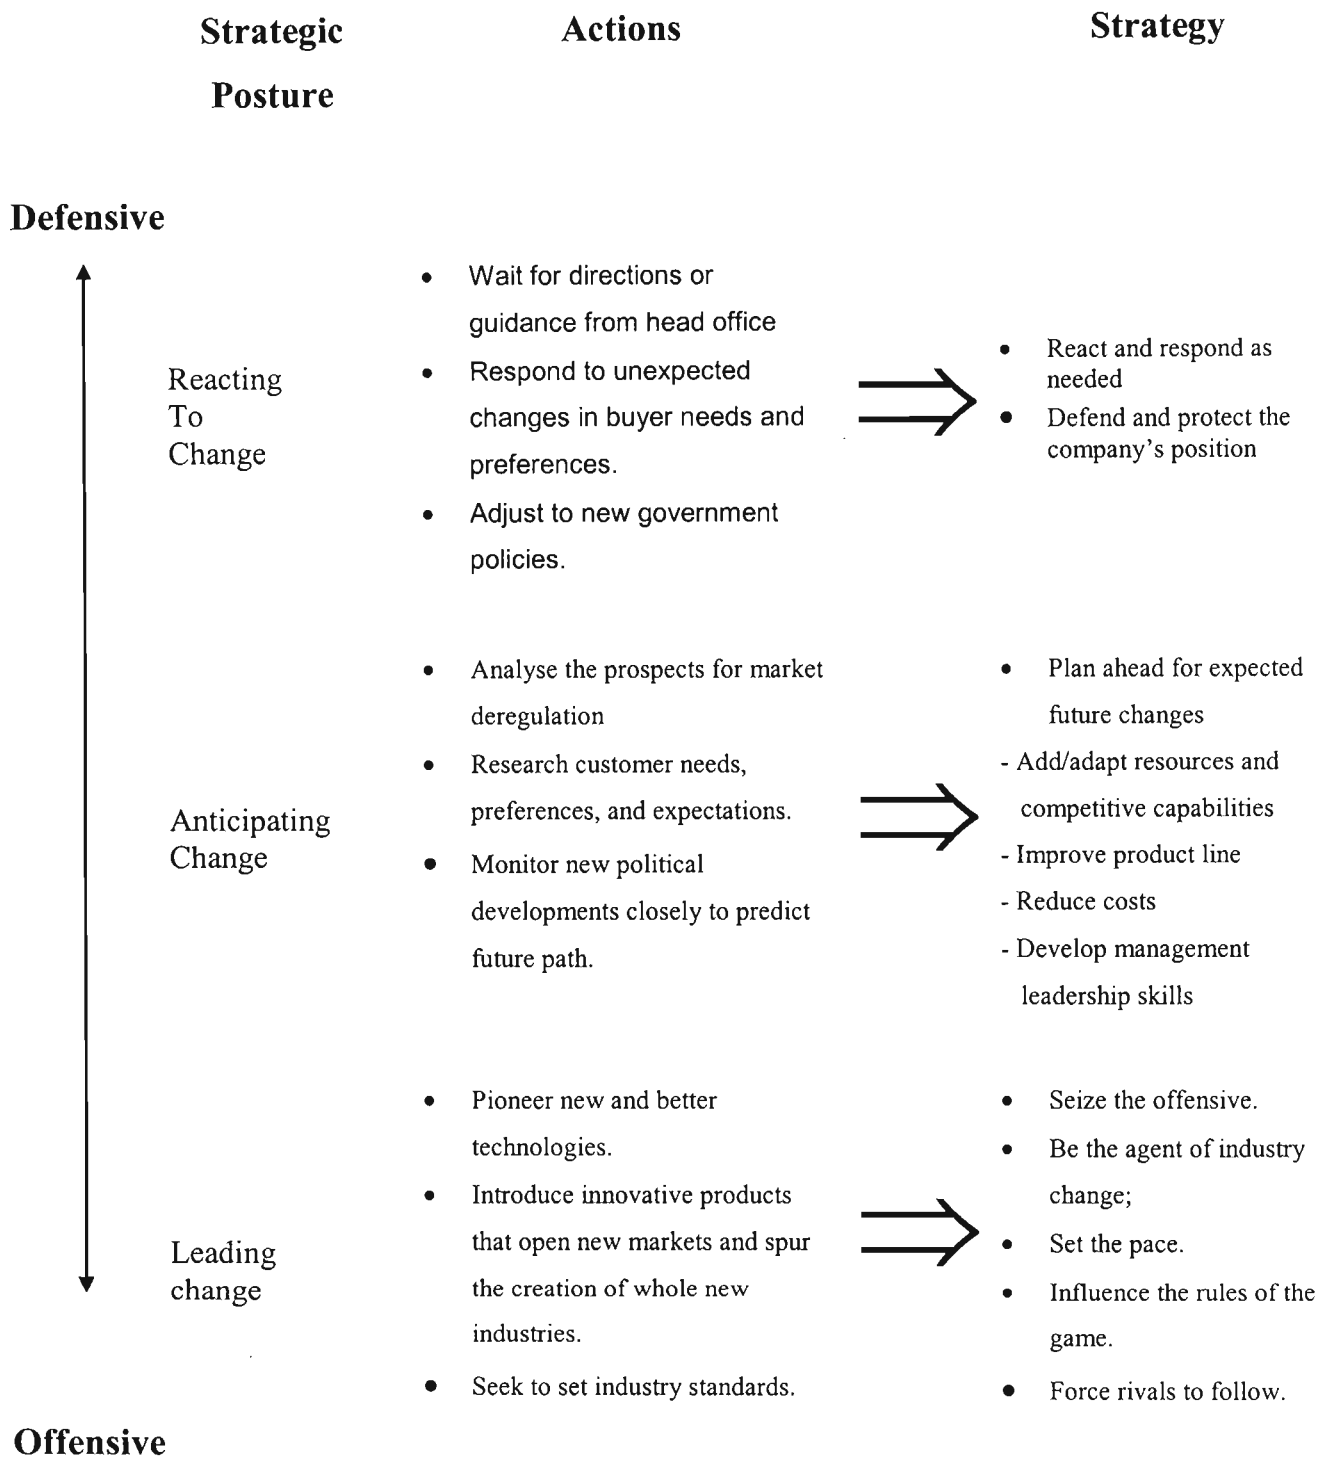 Strategic
Posture
Actions
Strategy
Defensive
Reacting
To
Change
• Wait for directions or
guidance from head office
• Respond to unexpected
changes in buyer needs and
preferences.
• Adjust to new government
policies.
• React and respond as
needed
• Defend and protect the
company's position
Anticipating
Change
• Analyse the prospects for market
deregulation
• Research customer needs,
preferences, and expectations.
• Monitor new political
developments closely to predict
future path.
• Plan ahead for expected
future changes
- Add/adapt resources and
competitive capabilities
- Improve product line
- Reduce costs
- Develop management
leadership skills
Leading
change
• Pioneer new and better
technologies.
• Introduce innovative products
that open new markets and spur
the creation of whole new
industries.
• Seek to set industry standards.
• Seize the offensive.
• Be the agent of industry
change;
• Set the pace.
• Influence the rules of the
game.
• Force rivals to follow.
Offensive